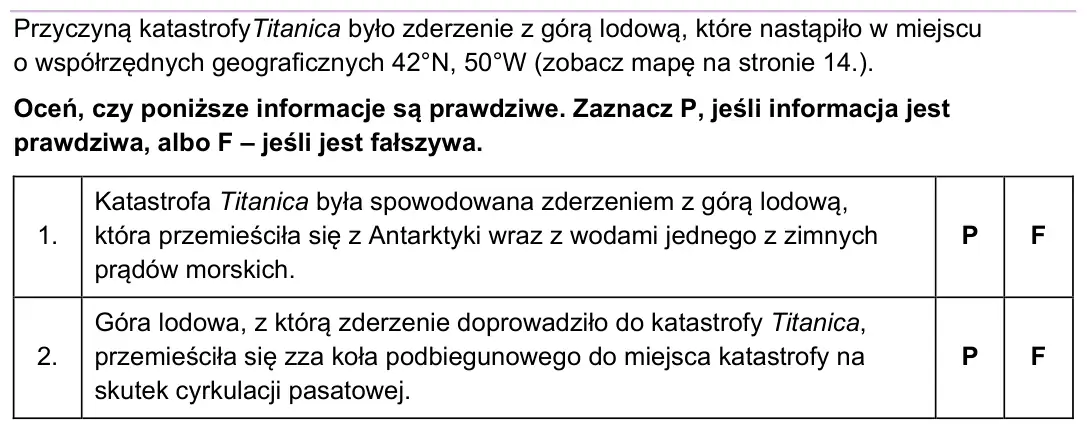 Przyczyną katastrofyTitanica było zderzenie z górą lodową, które nastąpiło w miejscu
o współrzędnych geograficznych 42°N, 50°W (zobacz mapę na stronie 14.).
Oceń, czy poniższe informacje są prawdziwe. Zaznacz P, jeśli informacja jest
prawdziwa, albo F – jeśli jest fałszywa.
1. Katastrofa Titanica była spowodowana zderzeniem z górą lodową,
która przemieściła się z Antarktyki wraz z wodami jednego z zimnych
prądów morskich. P F
2. Góra lodowa, z którą zderzenie doprowadziło do katastrofy Titanica,
przemieściła się zza koła podbiegunowego do miejsca katastrofy na
skutek cyrkulacji pasatowej. P F